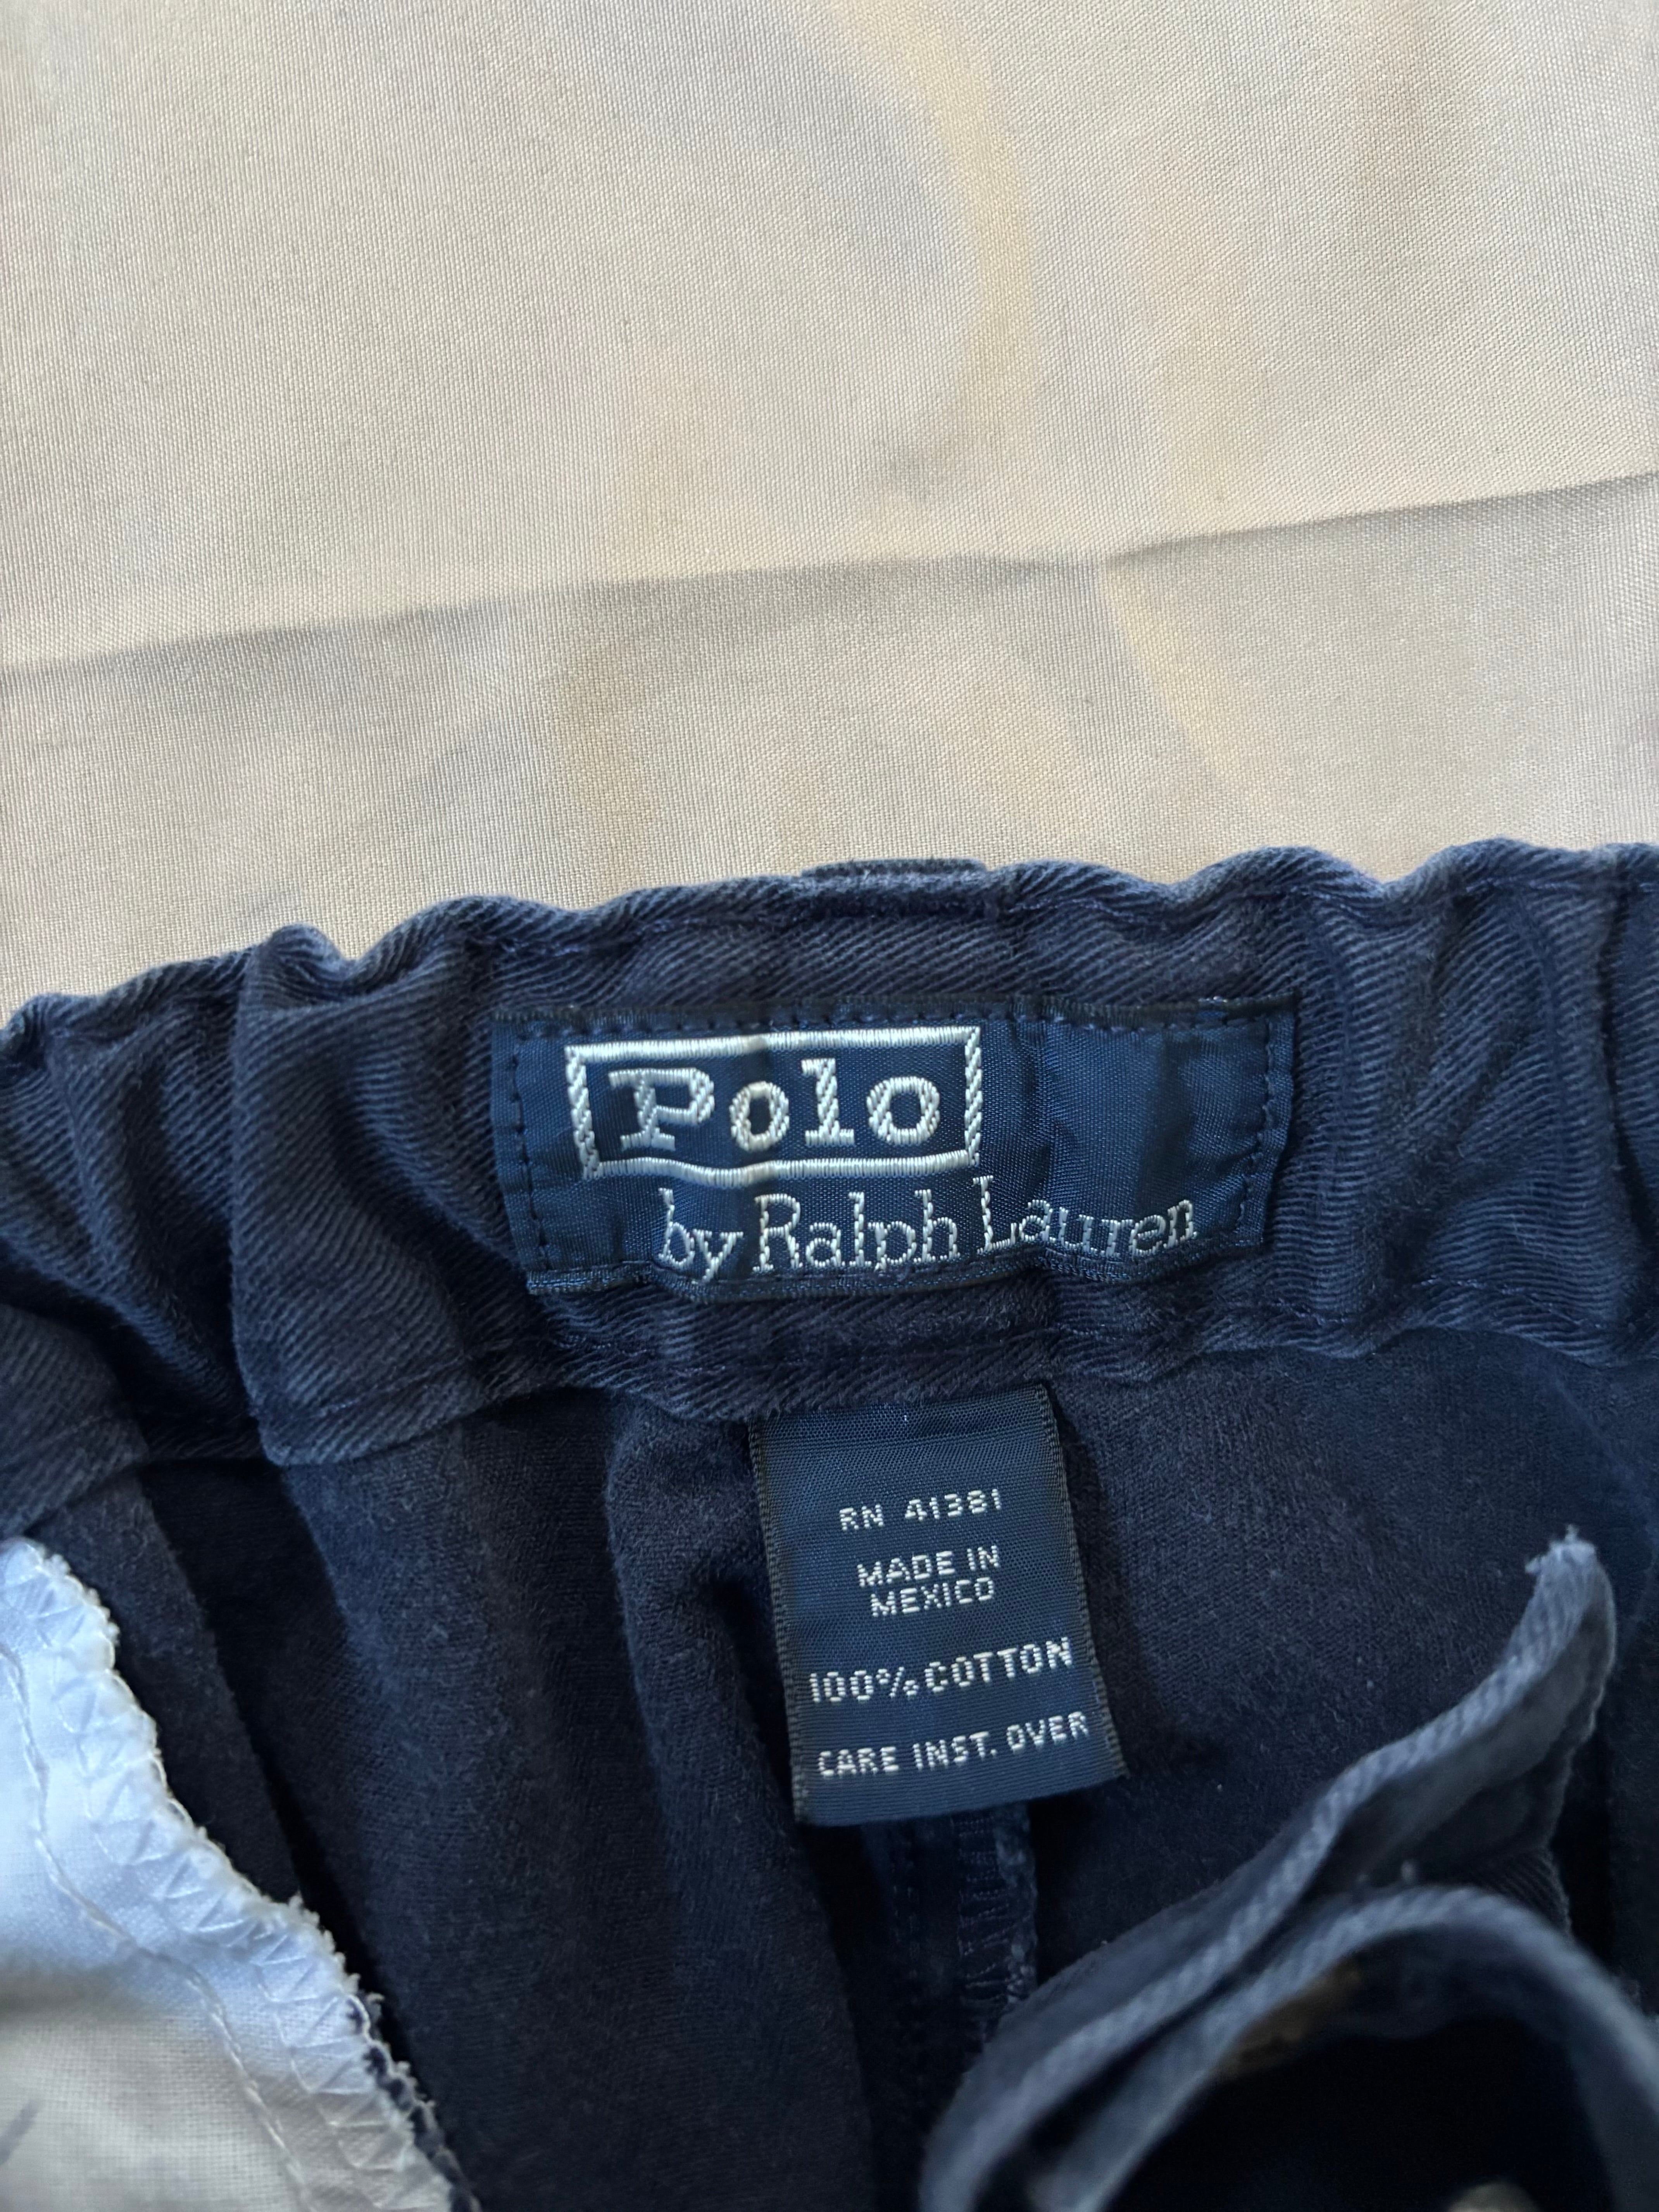 Polo
by Ralph Lauren
RN 41381
MADE IN
MEXICO
100% COTTON
CARE INST. OVER